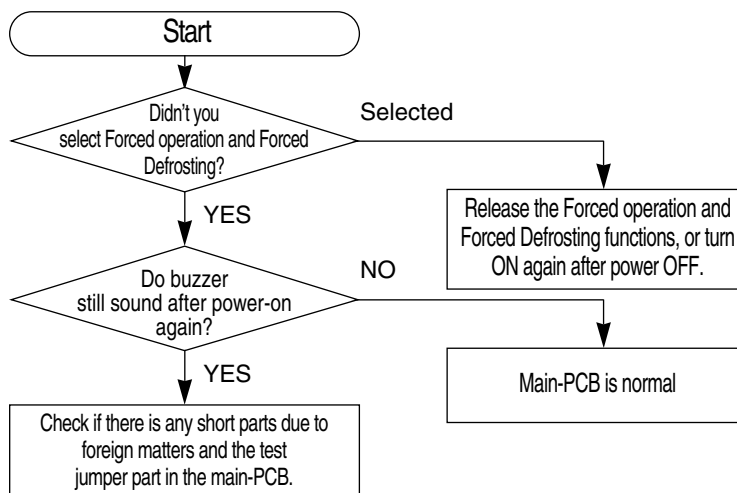 Start
Didn't you
select Forced operation and Forced
Defrosting?
Selected
YES
Release the Forced operation and
Forced Defrosting functions, or turn
ON again after power OFF.
Do buzzer
still sound after power-on
again?
NO
YES
Main-PCB is normal
Check if there is any short parts due to
foreign matters and the test
jumper part in the main-PCB.